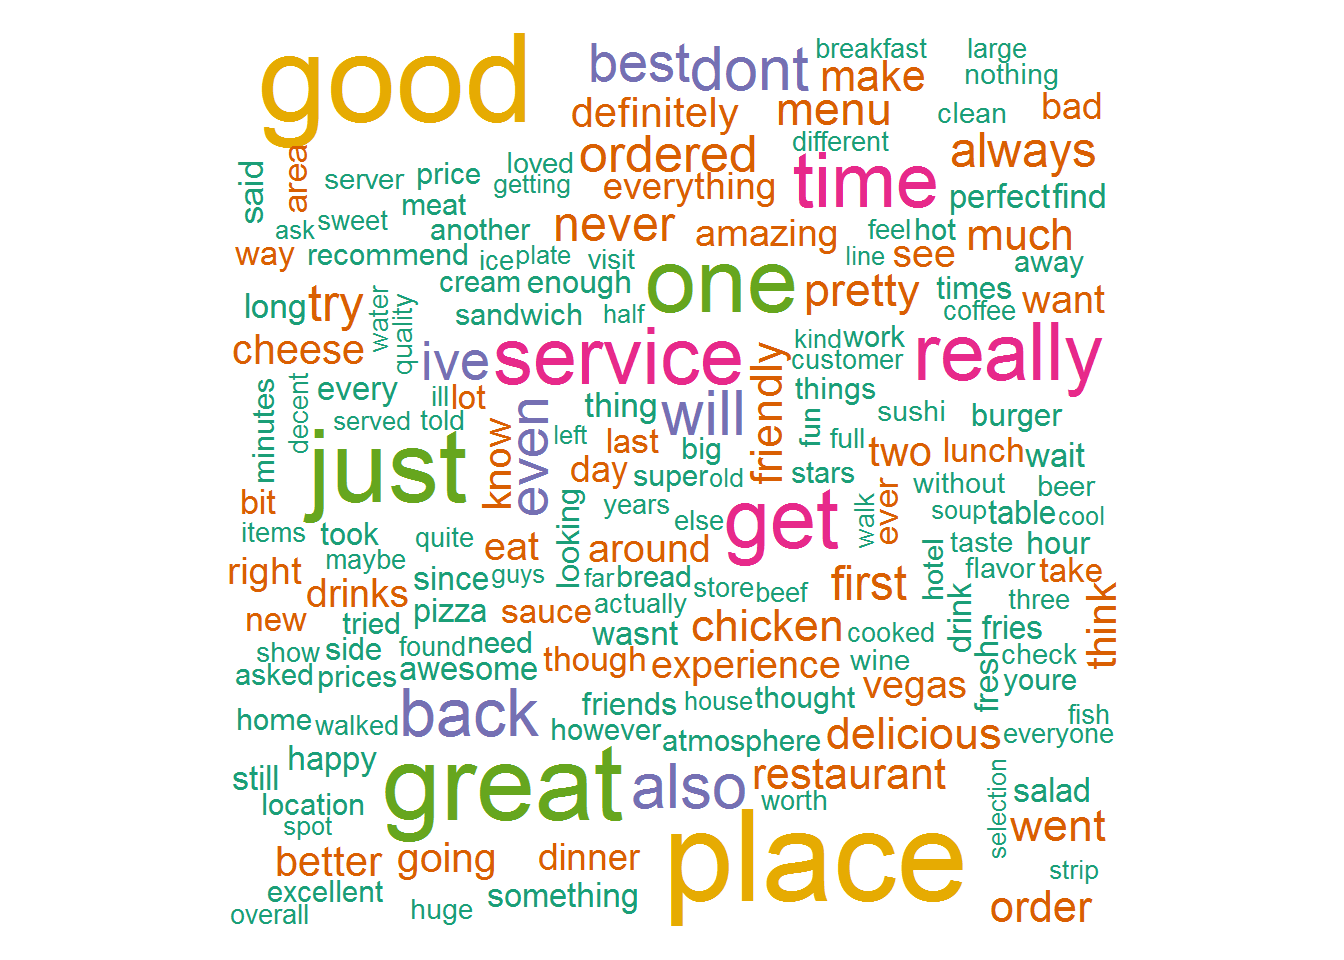 good
best dont
breakfast large
make nothing
definitely menu clean bad
ordered different always
said area server price loved getting everything time perfect find
meat
ask sweet another never amazing feel hot much
way recommend ice plate visit line see away
cream enough one pretty times want
long try water quality sandwich half coffee
cheese ive service friendly kind work customer really
minutes decent every ill lot thing will things sushi burger
served told even left last big fun full two lunch wait
just know day super old stars
bit looking years get walk ever without beer
items took quite else soup table cool
maybe eat around hotel taste hour
right drinks since guys far bread store beef first flavor take
new tried pizza sauce actually chicken cooked drink three think
show side found need wasnt fries
asked prices awesome though experience wine fresh check
vegas youre
home walked back friends house thought fish
however atmosphere delicious everyone
still happy great also restaurant
location worth selection salad
spot place went
better going dinner strip
excellent something
overall huge order